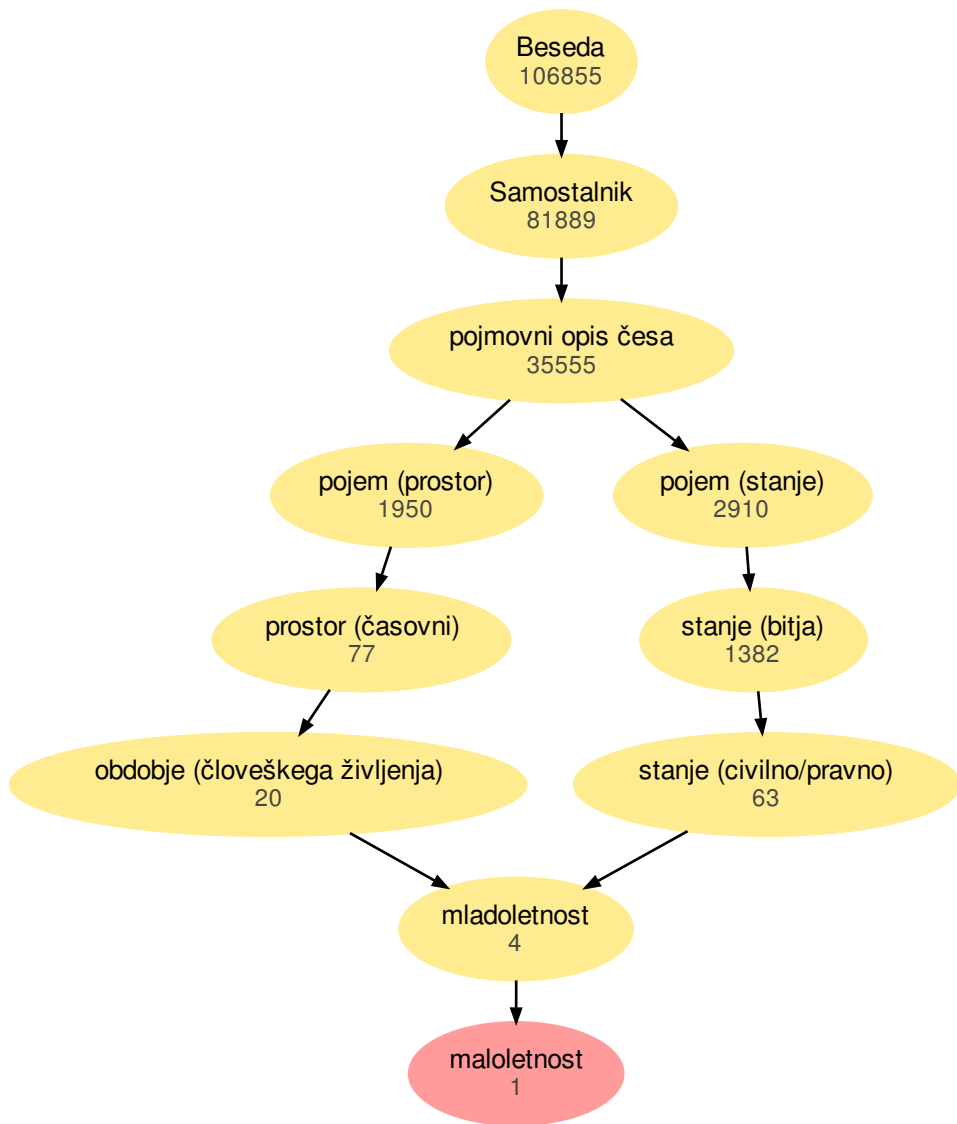 Beseda
106855
Samostalnik
81889
pojmovni opis česa
35555
pojem (prostor)
1950
pojem (stanje)
2910
prostor (časovni)
77
stanje (bitja)
1382
obdobje (človeškega življenja)
20
stanje (civilno/pravno)
63
mladoletnost
4
maloletnost
1